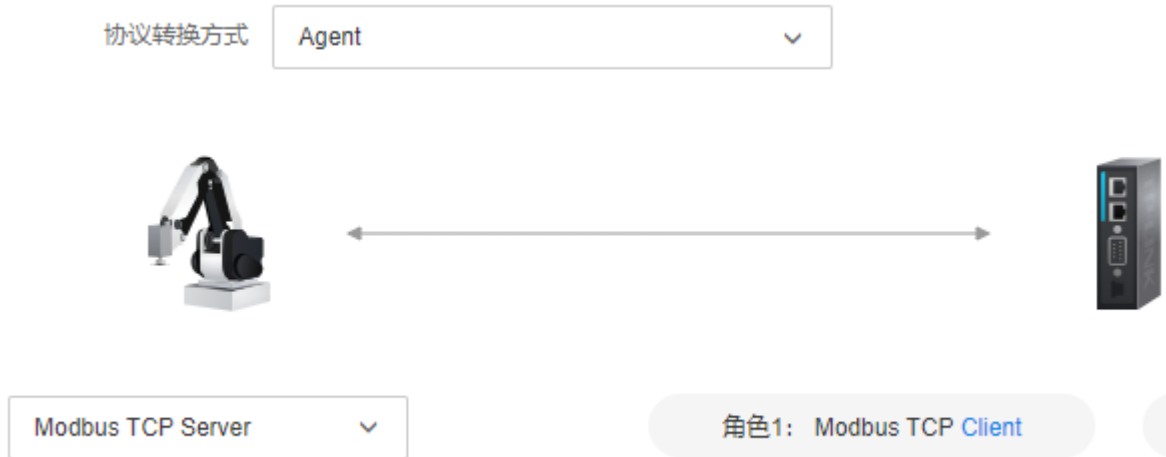 协议转换方式 Agent
Modbus TCP Server 角色1： Modbus TCP Client